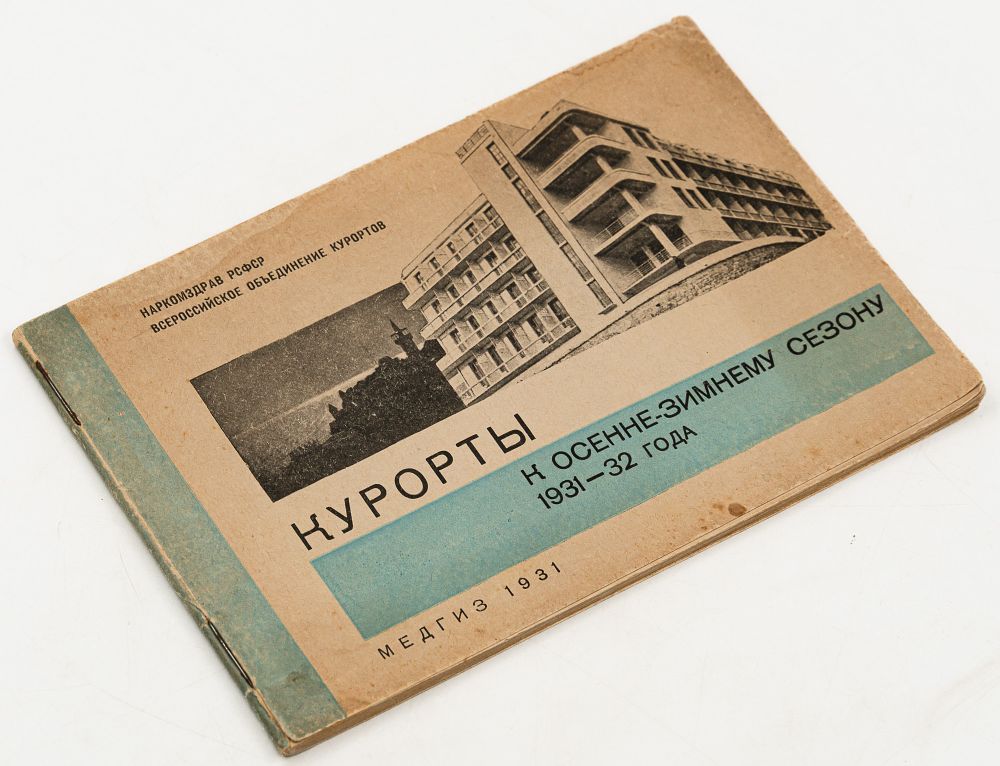 НАРКОМЗДРАВ РСФСР
ВСЕРОССИЙСКОЕ ОБЪЕДИНЕНИЕ КУРОРТОВ
КУРОРТЫ
К ОСЕННЕ-ЗИМНЕМУ СЕЗОНУ
1931—32 ГОДА
МЕДГИЗ 1931